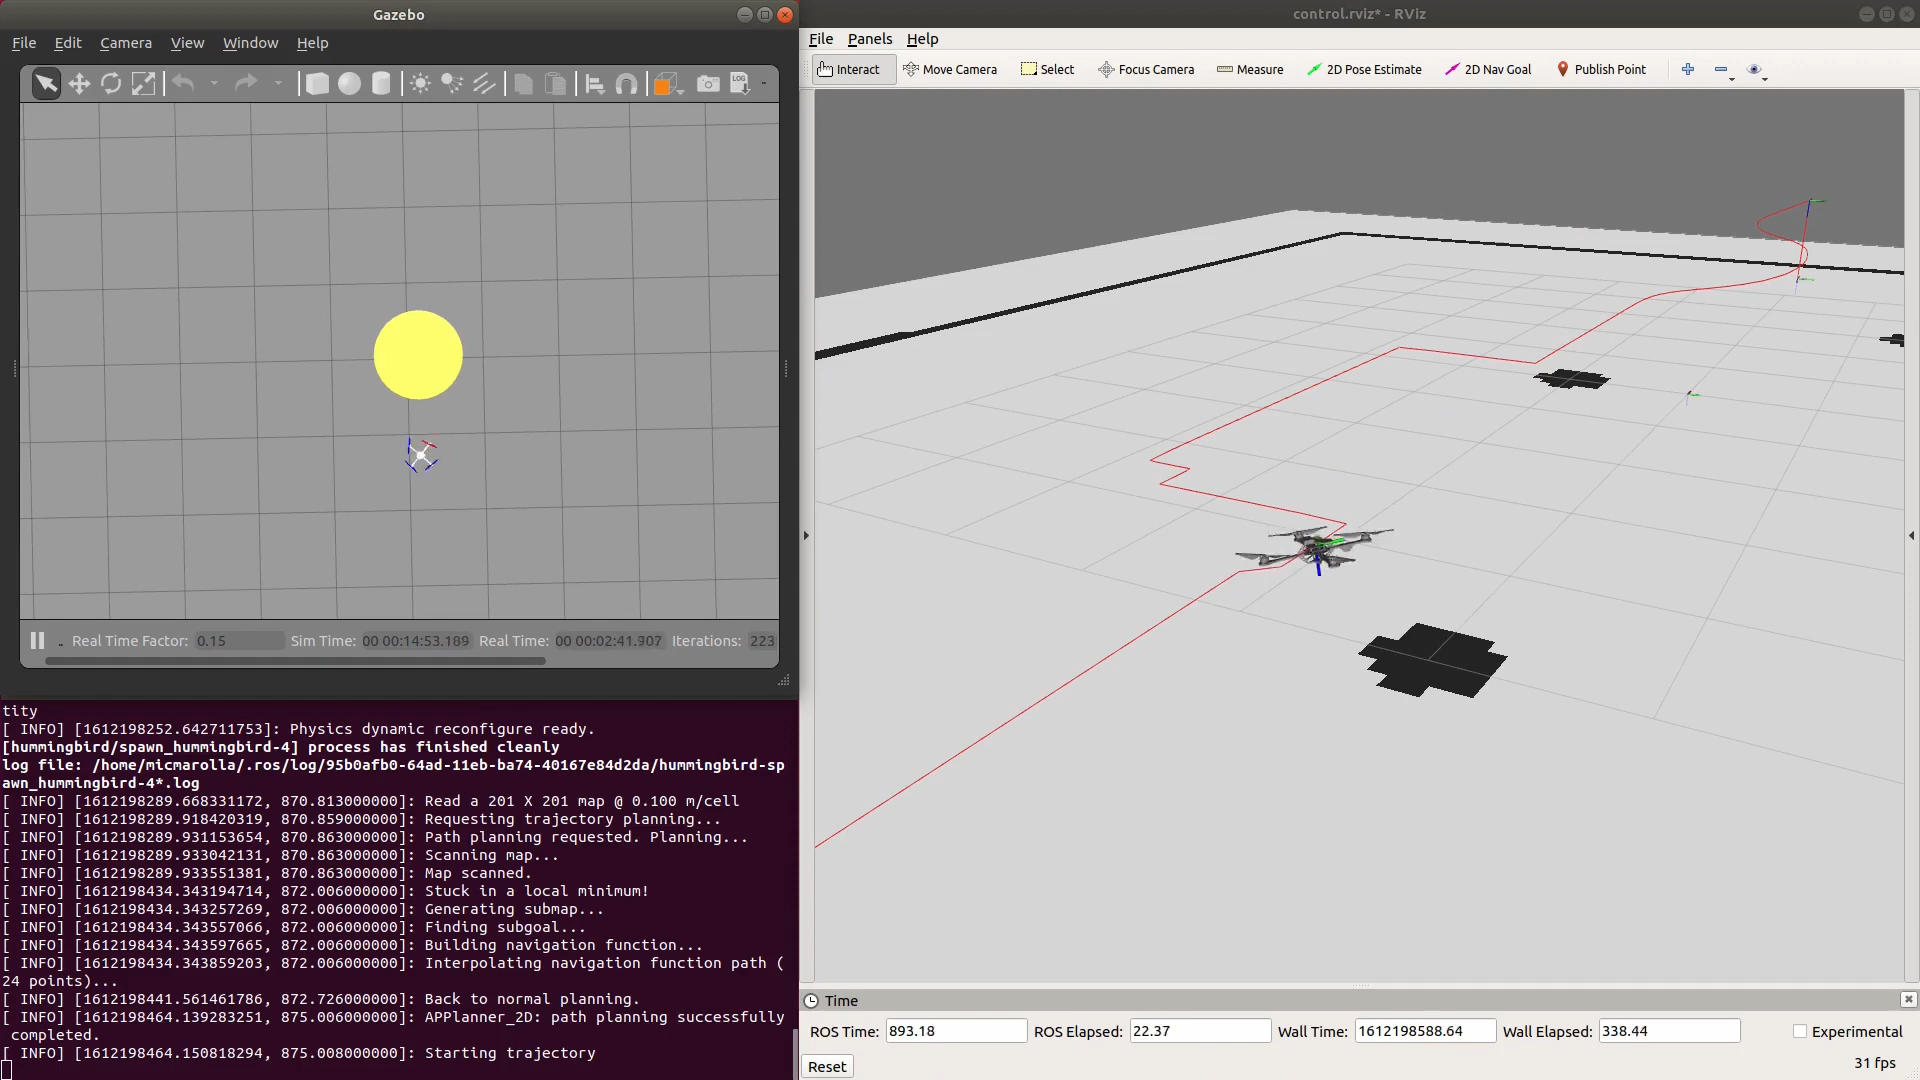 Gazebo
File Edit Camera View Window Help
LOG
Real Time Factor: 0.15 Sim Time: 00 00:14:53.189 Real Time: 00 00:02:41.907 Iterations: 223
tity
[ INFO] [1612198252.642711753]: Physics dynamic reconfigure ready.
[hummingbird/spawn_hummingbird-4] process has finished cleanly
log file: /home/micmarolla/.ros/log/95b0afb0-64ad-11eb-ba74-40167e84d2da/hummingbird-sp
awn_hummingbird-4*.log
[ INFO] [1612198289.668331172, 870.813000000]: Read a 201 X 201 map @ 0.100 m/cell
[ INFO] [1612198289.918420319, 870.859000000]: Requesting trajectory planning...
[ INFO] [1612198289.931153654, 870.863000000]: Path planning requested. Planning...
[ INFO] [1612198289.933042131, 870.863000000]: Scanning map...
[ INFO] [1612198289.933551381, 870.863000000]: Map scanned.
[ INFO] [1612198434.343194714, 872.006000000]: Stuck in a local minimum!
[ INFO] [1612198434.343257269, 872.006000000]: Generating submap...
[ INFO] [1612198434.343557066, 872.006000000]: Finding subgoal...
[ INFO] [1612198434.343597665, 872.006000000]: Building navigation function...
[ INFO] [1612198434.343859203, 872.006000000]: Interpolating navigation function path (
24 points)...
[ INFO] [1612198441.561461786, 872.726000000]: Back to normal planning.
[ INFO] [1612198464.139283251, 875.006000000]: APPlanner_2D: path planning successfully
completed.
[ INFO] [1612198464.150818294, 875.008000000]: Starting trajectory
control.rviz* - RViz
File Panels Help
Interact Move Camera Select Focus Camera Measure 2D Pose Estimate 2D Nav Goal Publish Point
Time
ROS Time: 893.18 ROS Elapsed: 22.37 Wall Time: 1612198588.64 Wall Elapsed: 338.44 Experimental
Reset 31 fps